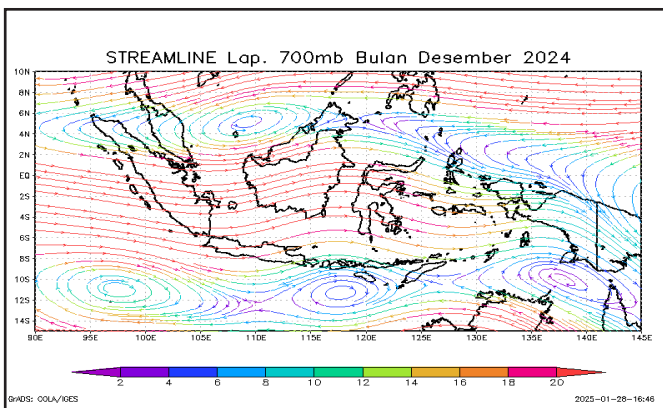 STREAMLINE Lap. 700mb Bulan Desember 2024
10N
8N
6N
4N
2N
EQ
2S
4S
6S
8S
10S
12S
14S
90E 95E 100E 105E 110E 115E 120E 125E 130E 135E 140E 145E
2 4 6 8 10 12 14 16 18 20
GrADS: COLA/IGES 2025-01-28-16:46